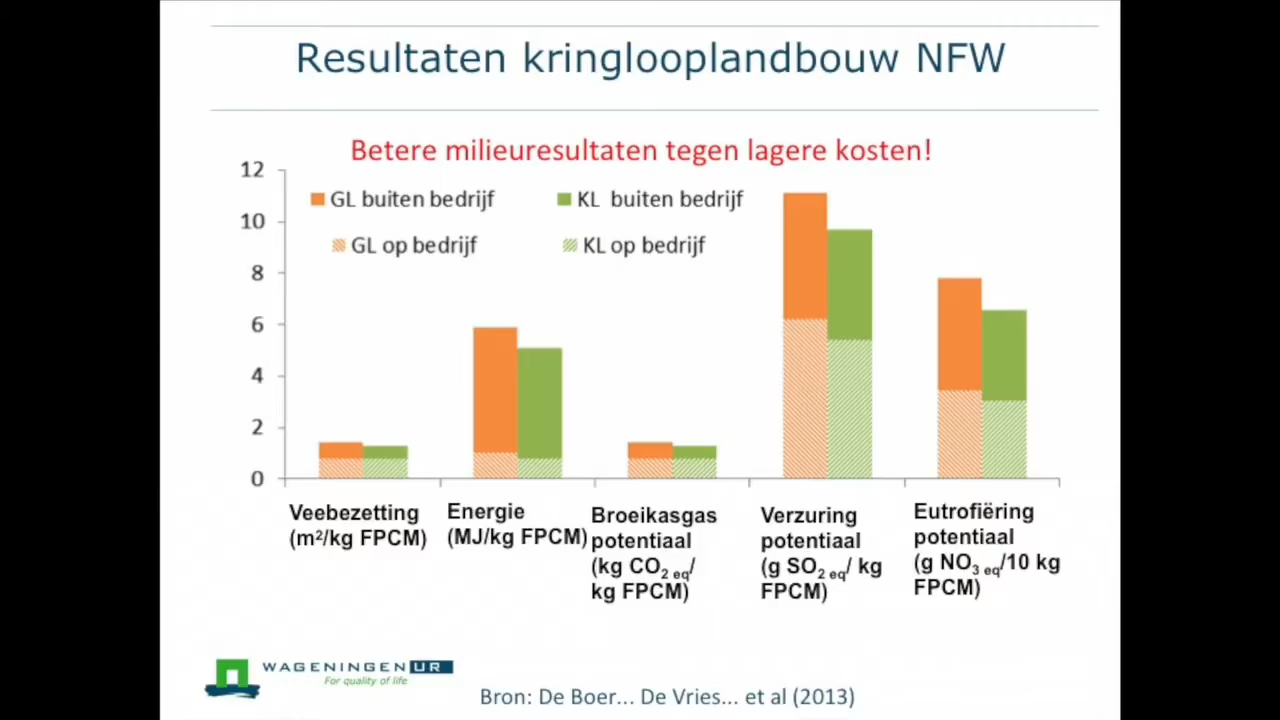 Resultaten kringlooplandbouw NFW
Betere milieuresultaten tegen lagere kosten!
12
10
8
6
4
2
0
GL buiten bedrijf
KL buiten bedrijf
GL op bedrijf
KL op bedrijf
Veebezetting
(m²/kg FPCM)
Energie
(MJ/kg FPCM)
Broeikasgas
potentiaal
(kg CO₂ eq/
kg FPCM)
Verzuring
potentiaal
(g SO₂ eq/ kg
FPCM)
Eutrofiëring
potentiaal
(g NO₃ eq/10 kg
FPCM)
WAGENINGEN UR
For quality of life
Bron: De Boer... De Vries... et al (2013)